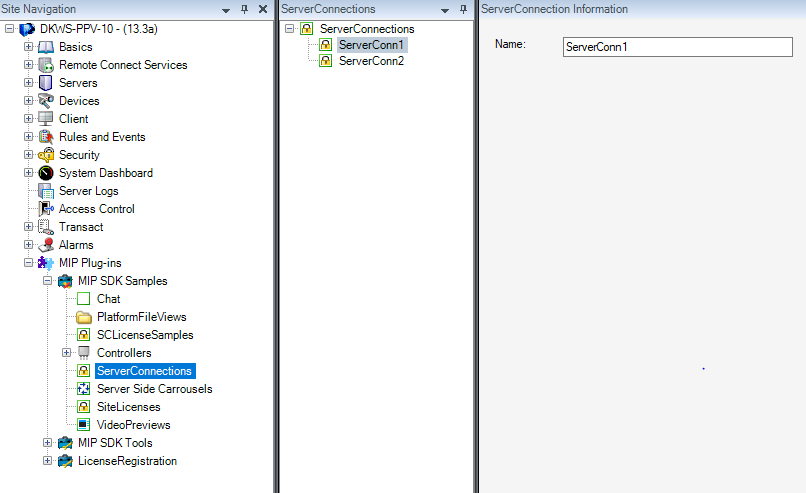 Site Navigation
DKWS-PPV-10 - (13.3a)
Basics
Remote Connect Services
Servers
Devices
Client
Rules and Events
Security
System Dashboard
Server Logs
Access Control
Transact
Alarms
MIP Plug-ins
MIP SDK Samples
Chat
PlatformFileViews
SCLicenseSamples
Controllers
ServerConnections
Server Side Carrousels
SiteLicenses
VideoPreviews
MIP SDK Tools
LicenseRegistration
ServerConnections
ServerConnections
ServerConn1
ServerConn2
ServerConnection Information
Name: ServerConn1